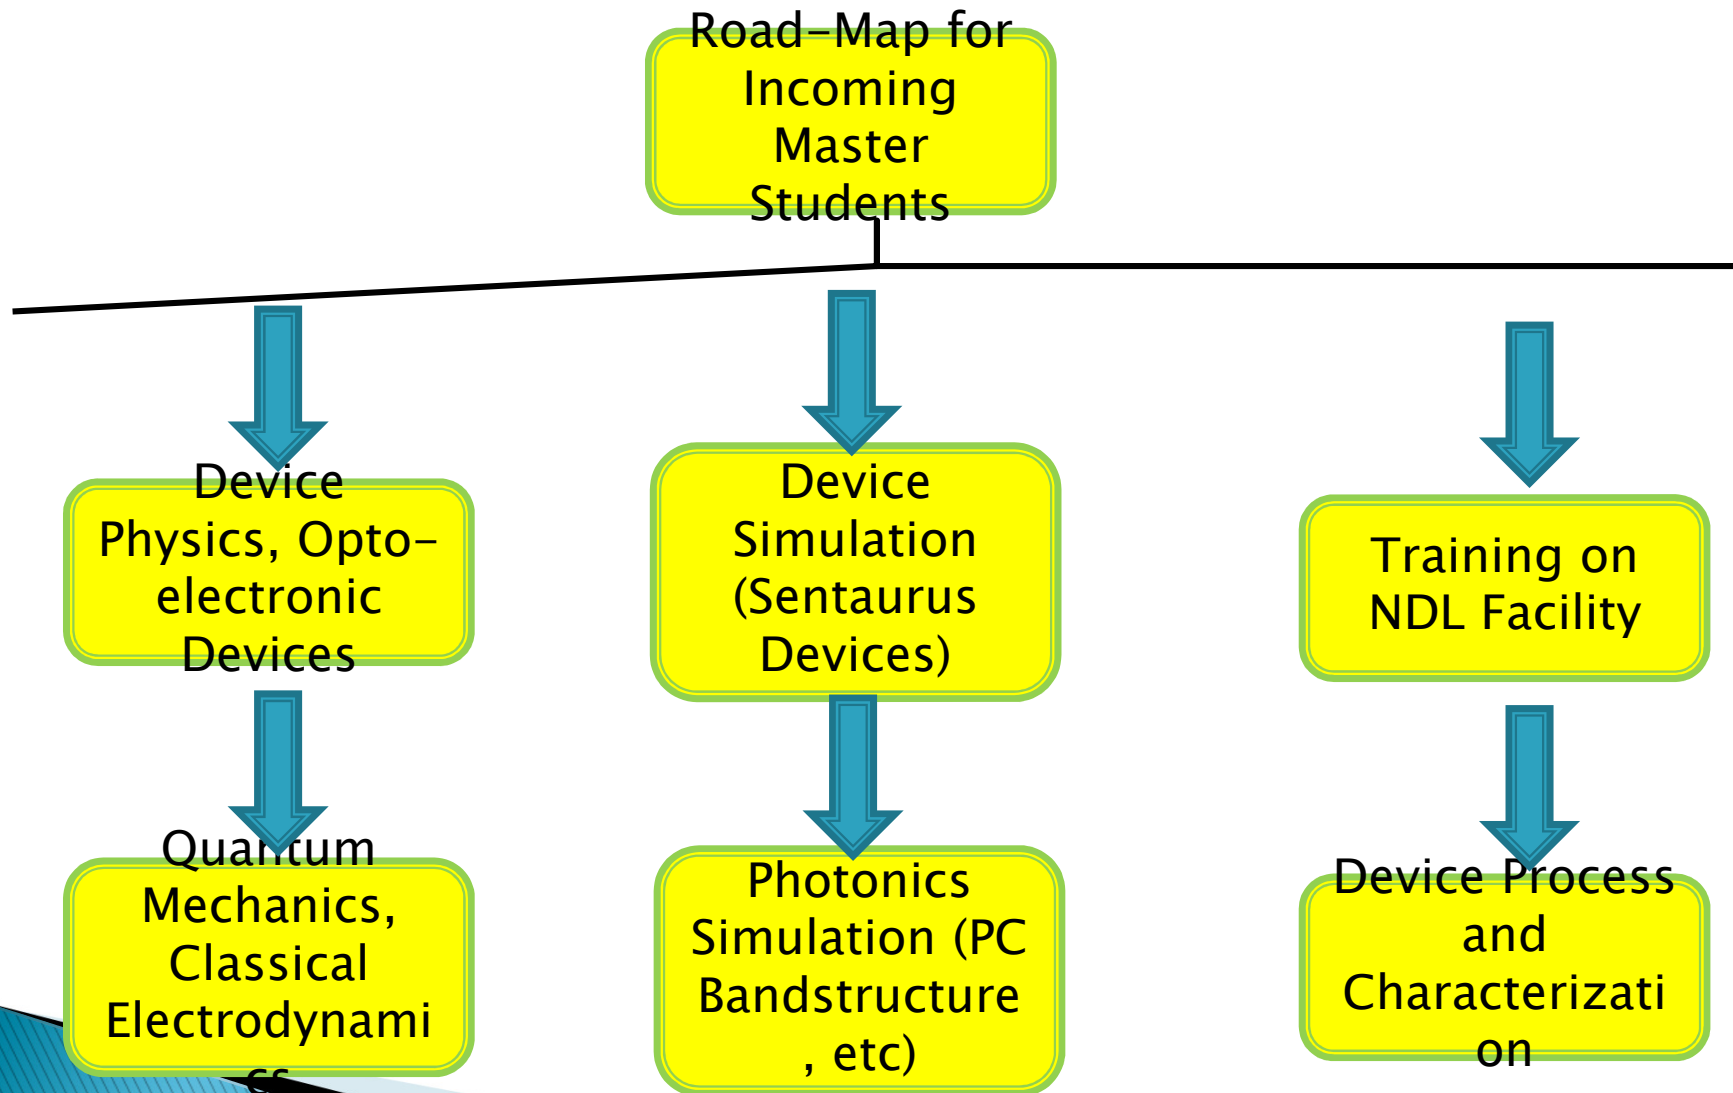 Road-Map for
Incoming
Master
Students
Device
Physics, Opto-
electronic
Devices
Device
Simulation
(Sentaurus
Devices)
Training on
NDL Facility
Quantum
Mechanics,
Classical
Electrodynami
cs
Photonics
Simulation (PC
Bandstructure
, etc)
Device Process
and
Characterizati
on